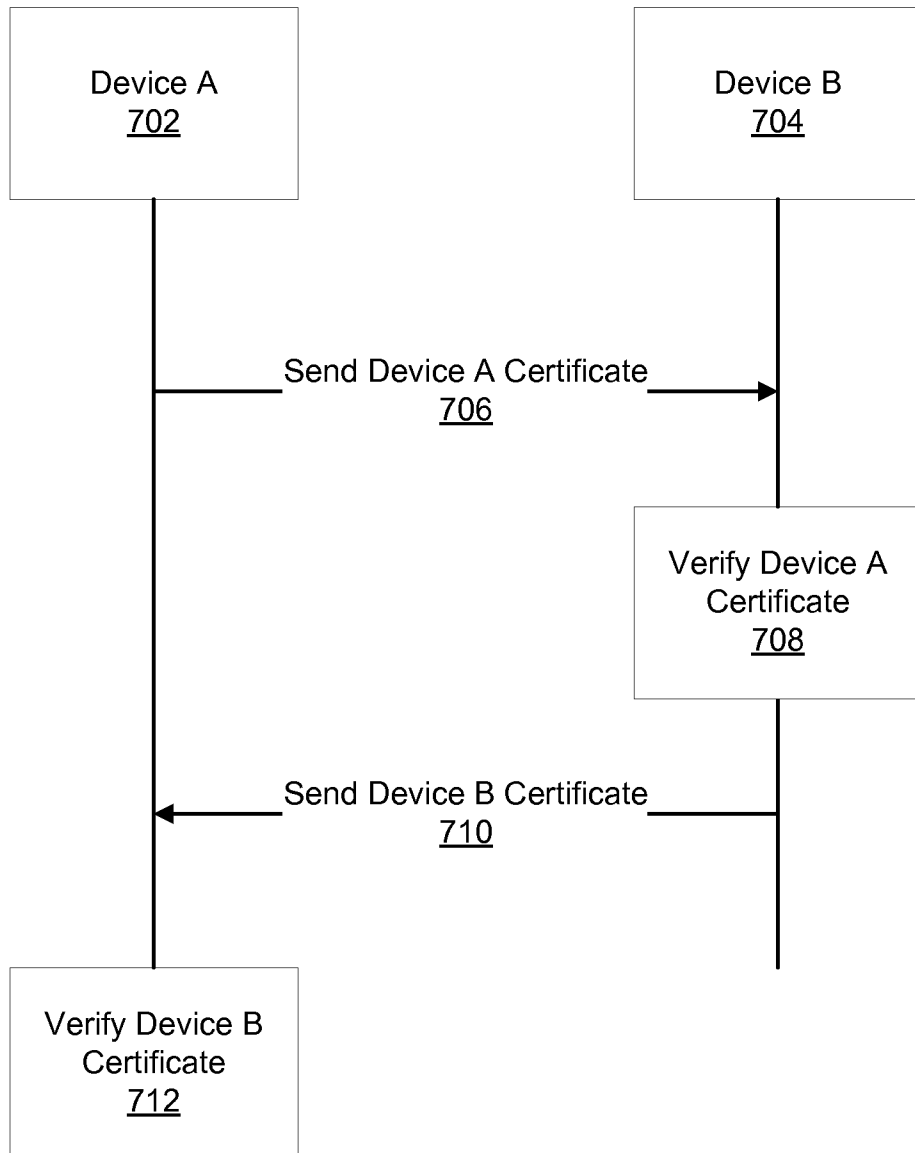 Device A
702
Device B
704
Send Device A Certificate
706
Verify Device A
Certificate
708
Send Device B Certificate
710
Verify Device B
Certificate
712